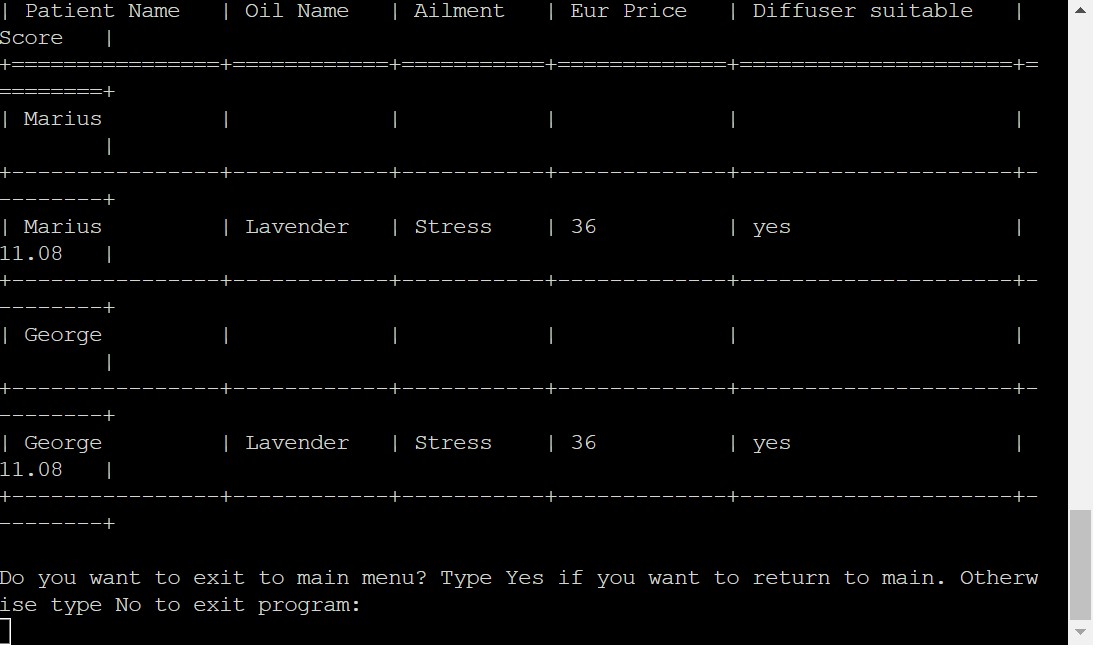 | Patient Name   | Oil Name   | Ailment   | Eur Price   | Diffuser suitable   |
Score   |
+================+============+===========+=============+=====================+=
========+
| Marius         |            |           |             |                     |
        |
+----------------+------------+-----------+-------------+---------------------+-
--------+
| Marius         | Lavender   | Stress    | 36          | yes                 |
11.08   |
+----------------+------------+-----------+-------------+---------------------+-
--------+
| George         |            |           |             |                     |
        |
+----------------+------------+-----------+-------------+---------------------+-
--------+
| George         | Lavender   | Stress    | 36          | yes                 |
11.08   |
+----------------+------------+-----------+-------------+---------------------+-
--------+
Do you want to exit to main menu? Type Yes if you want to return to main. Otherw
ise type No to exit program: